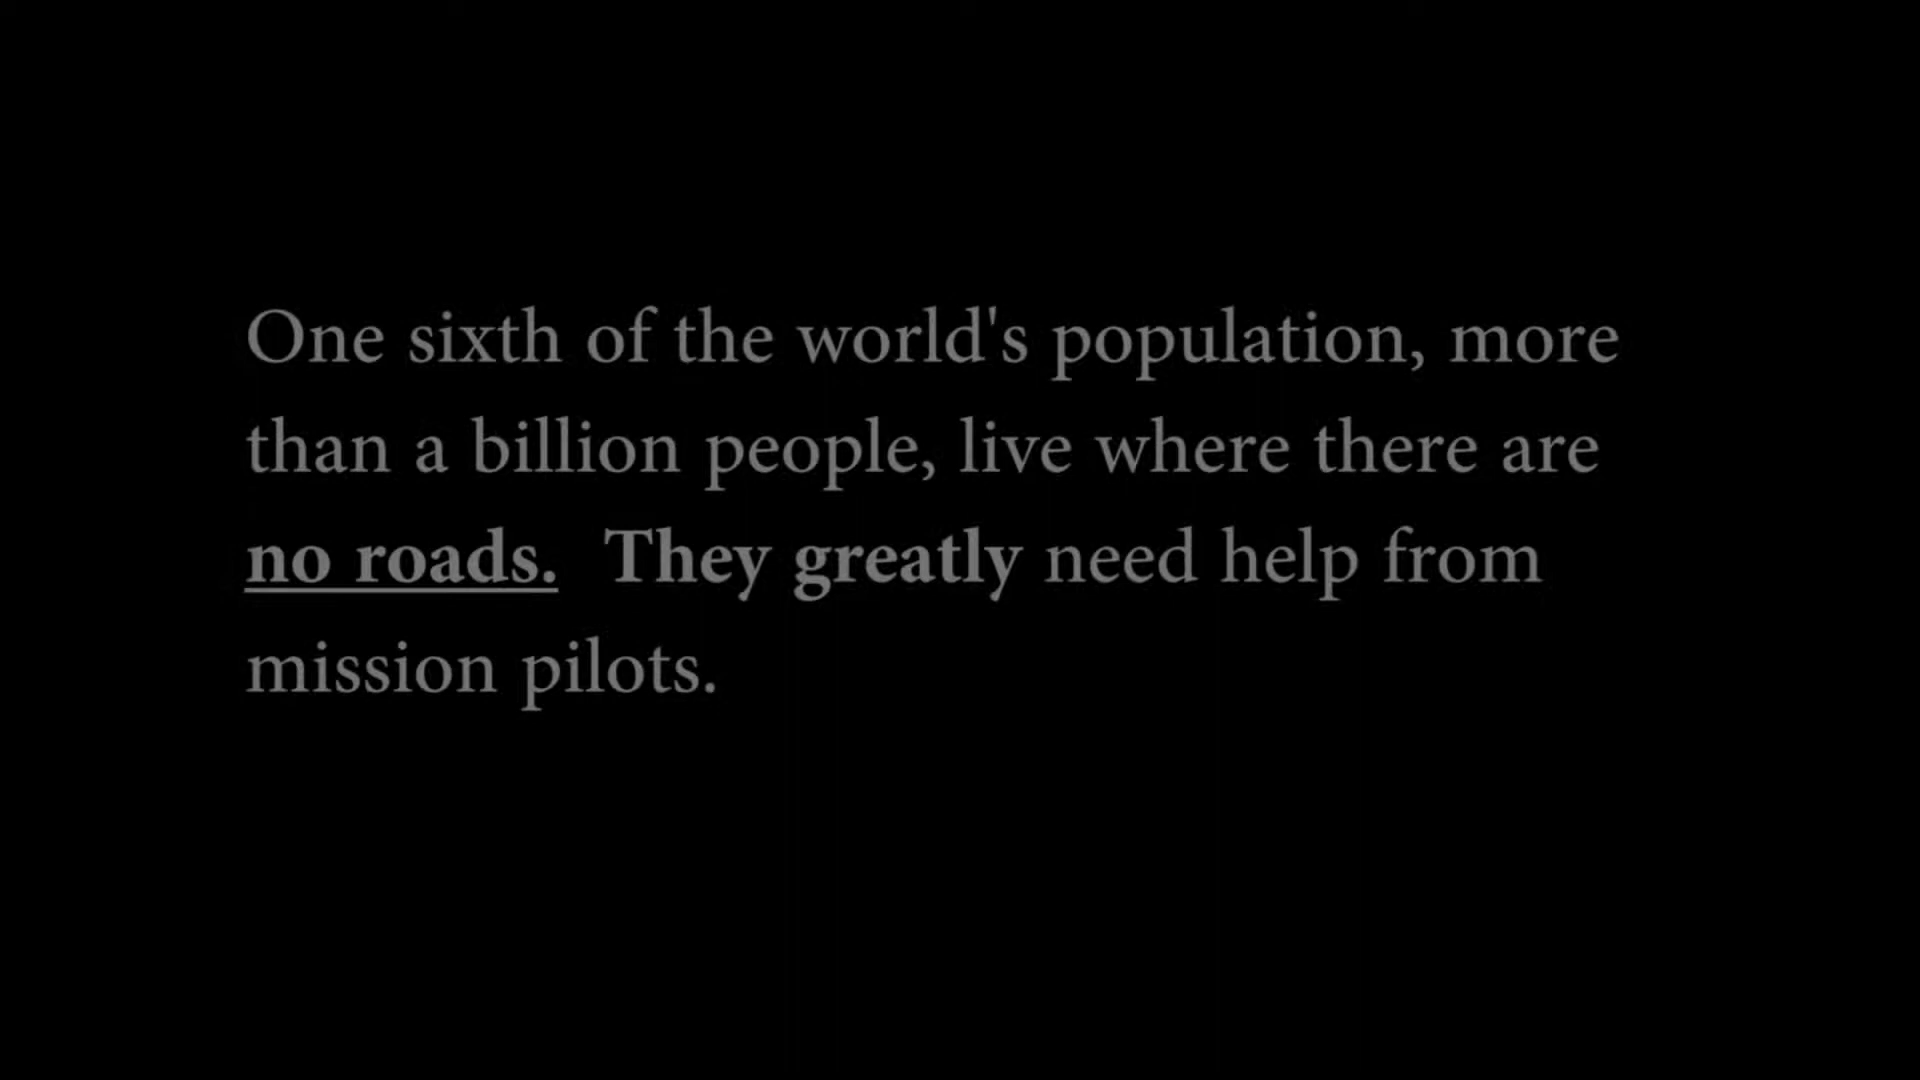 One sixth of the world's population, more
than a billion people, live where there are
no roads.  They greatly need help from
mission pilots.